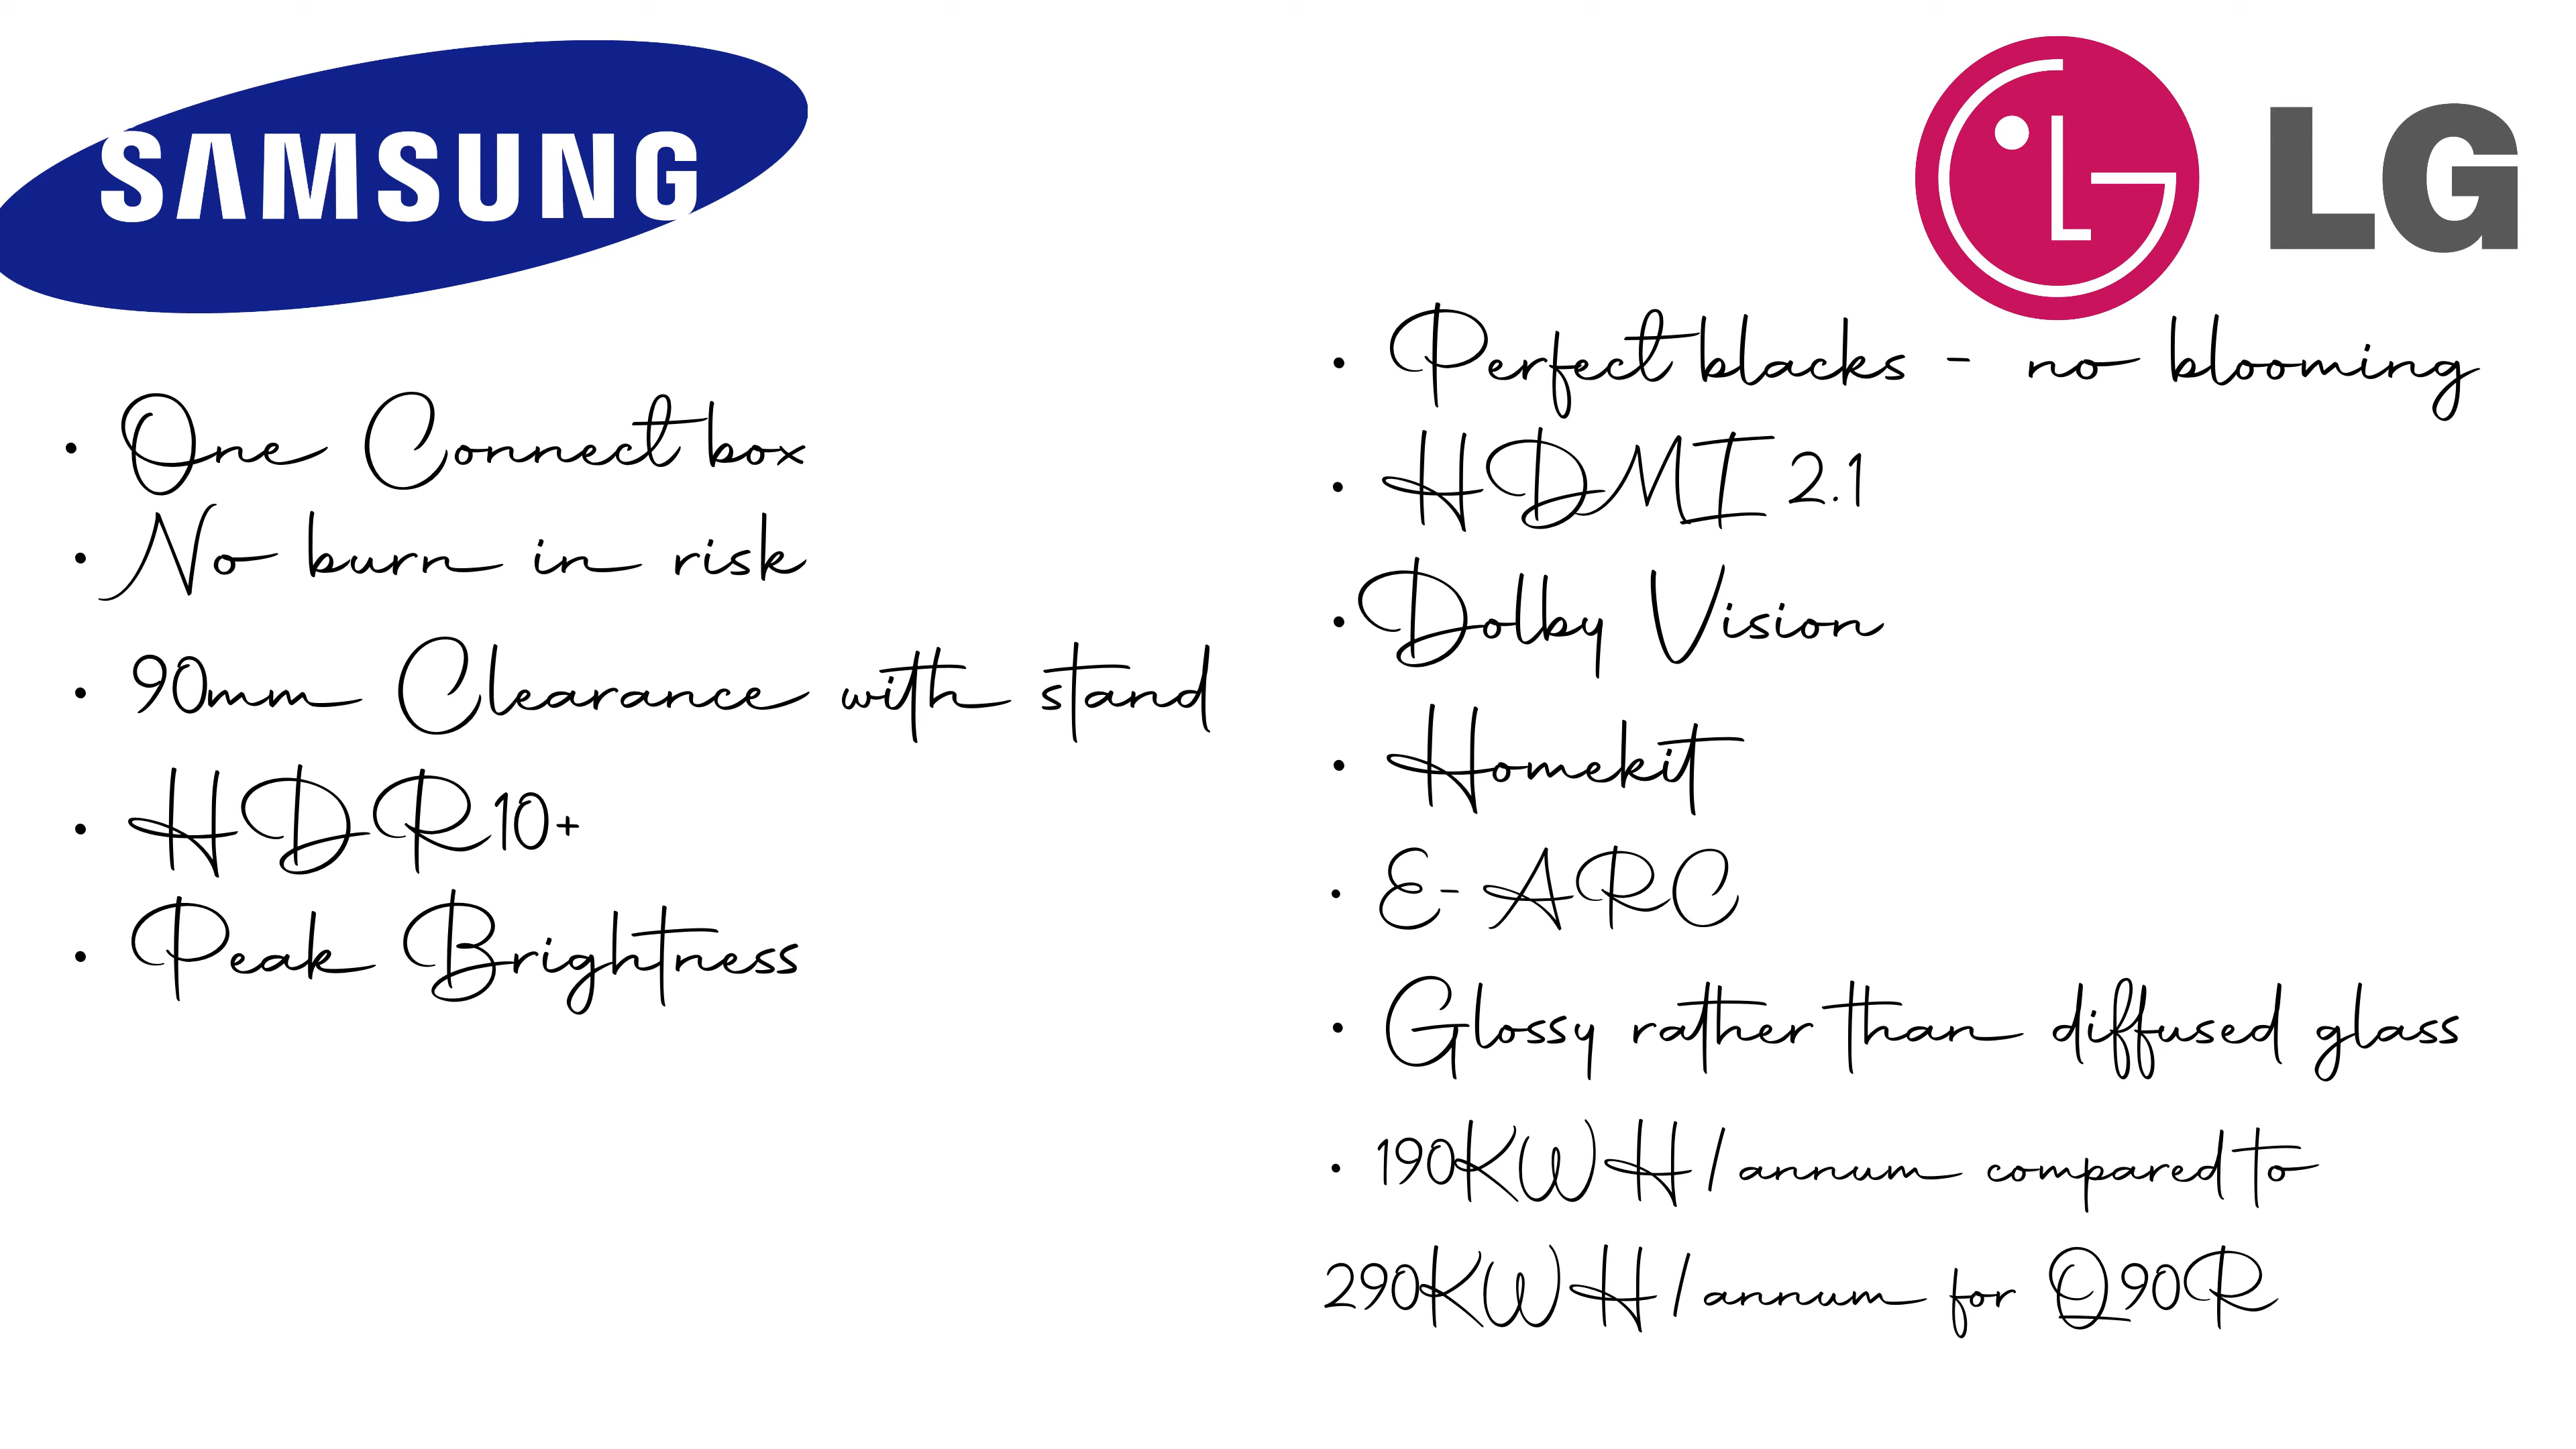 SAMSUNG
• One Connect box
• No burn in risk
• 90mm Clearance with stand
• HDR10+
• Peak Brightness
LG LG
• Perfect blacks - no blooming
• HDMI 2.1
• Dolby Vision
• Homekit
• E-ARC
• Glossy rather than diffused glass
• 190KWH/annum compared to
290KWH/annum for Q90R